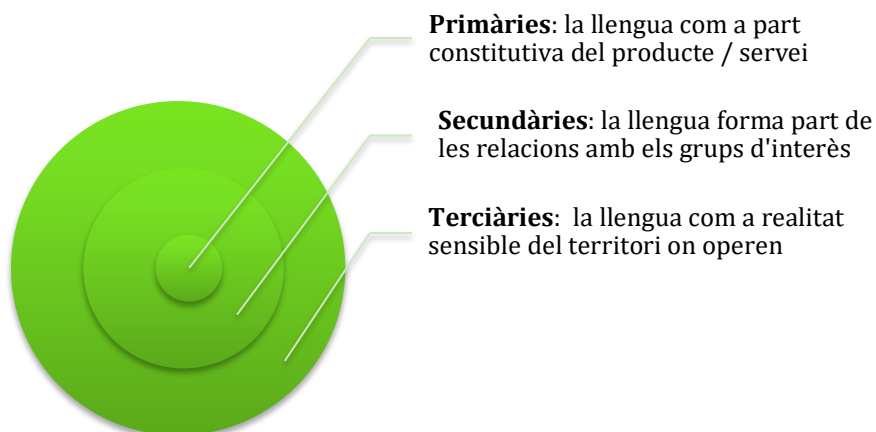 Primàries: la llengua com a part
constitutiva del producte / servei
Secundàries: la llengua forma part de
les relacions amb els grups d'interès
Terciàries: la llengua com a realitat
sensible del territori on operen